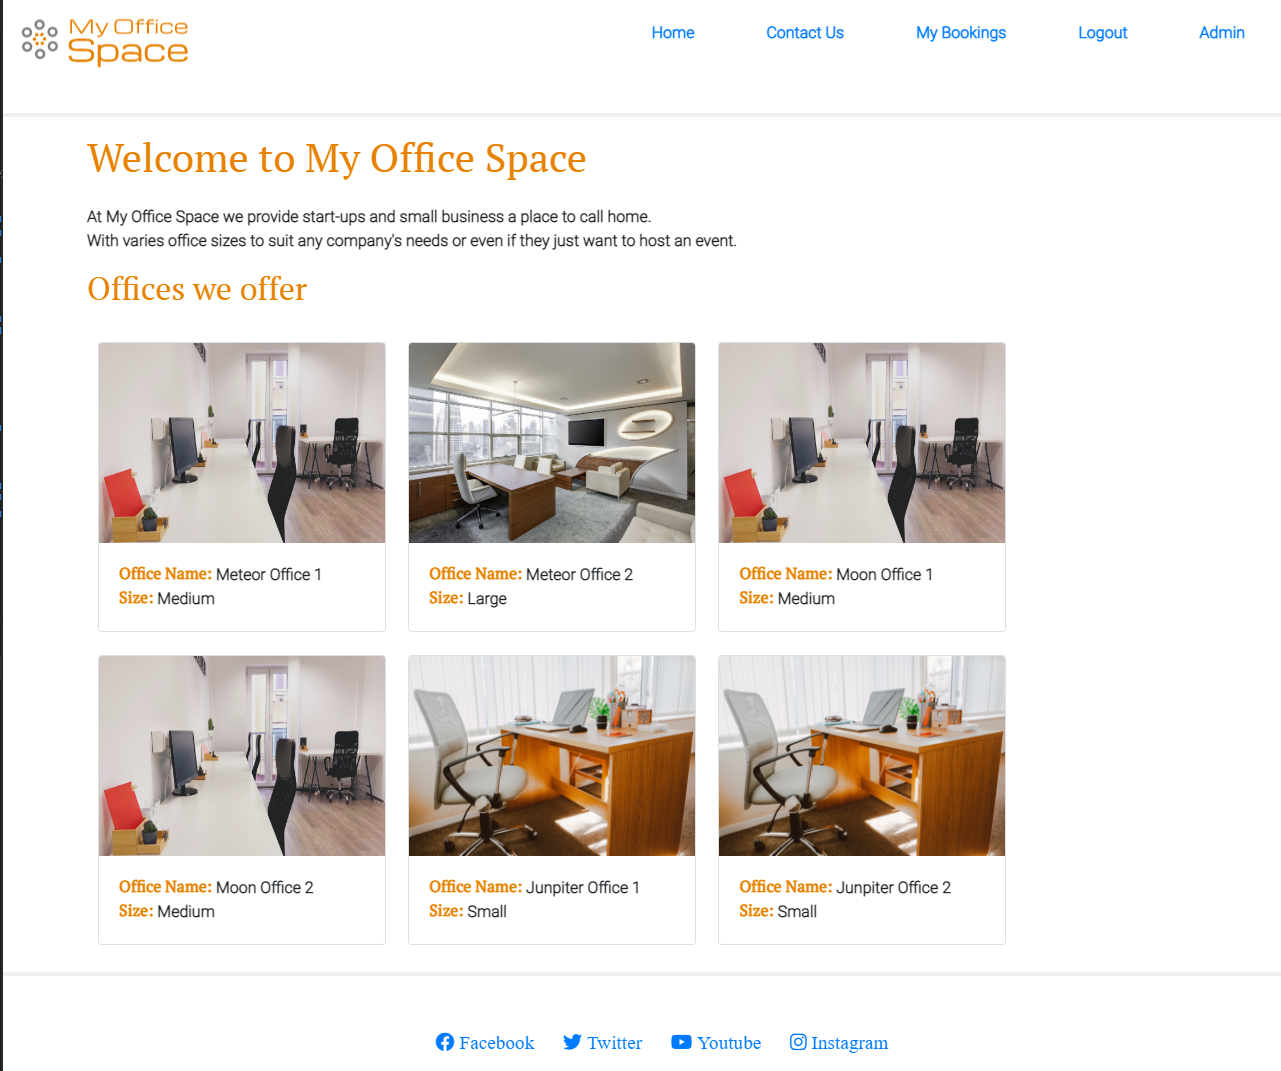 My Office
Space
Home Contact Us My Bookings Logout Admin
Welcome to My Office Space
At My Office Space we provide start-ups and small business a place to call home.
With varies office sizes to suit any company's needs or even if they just want to host an event.
Offices we offer
Office Name: Meteor Office 1
Size: Medium
Office Name: Meteor Office 2
Size: Large
Office Name: Moon Office 1
Size: Medium
Office Name: Moon Office 2
Size: Medium
Office Name: Junpiter Office 1
Size: Small
Office Name: Junpiter Office 2
Size: Small
Facebook Twitter Youtube Instagram